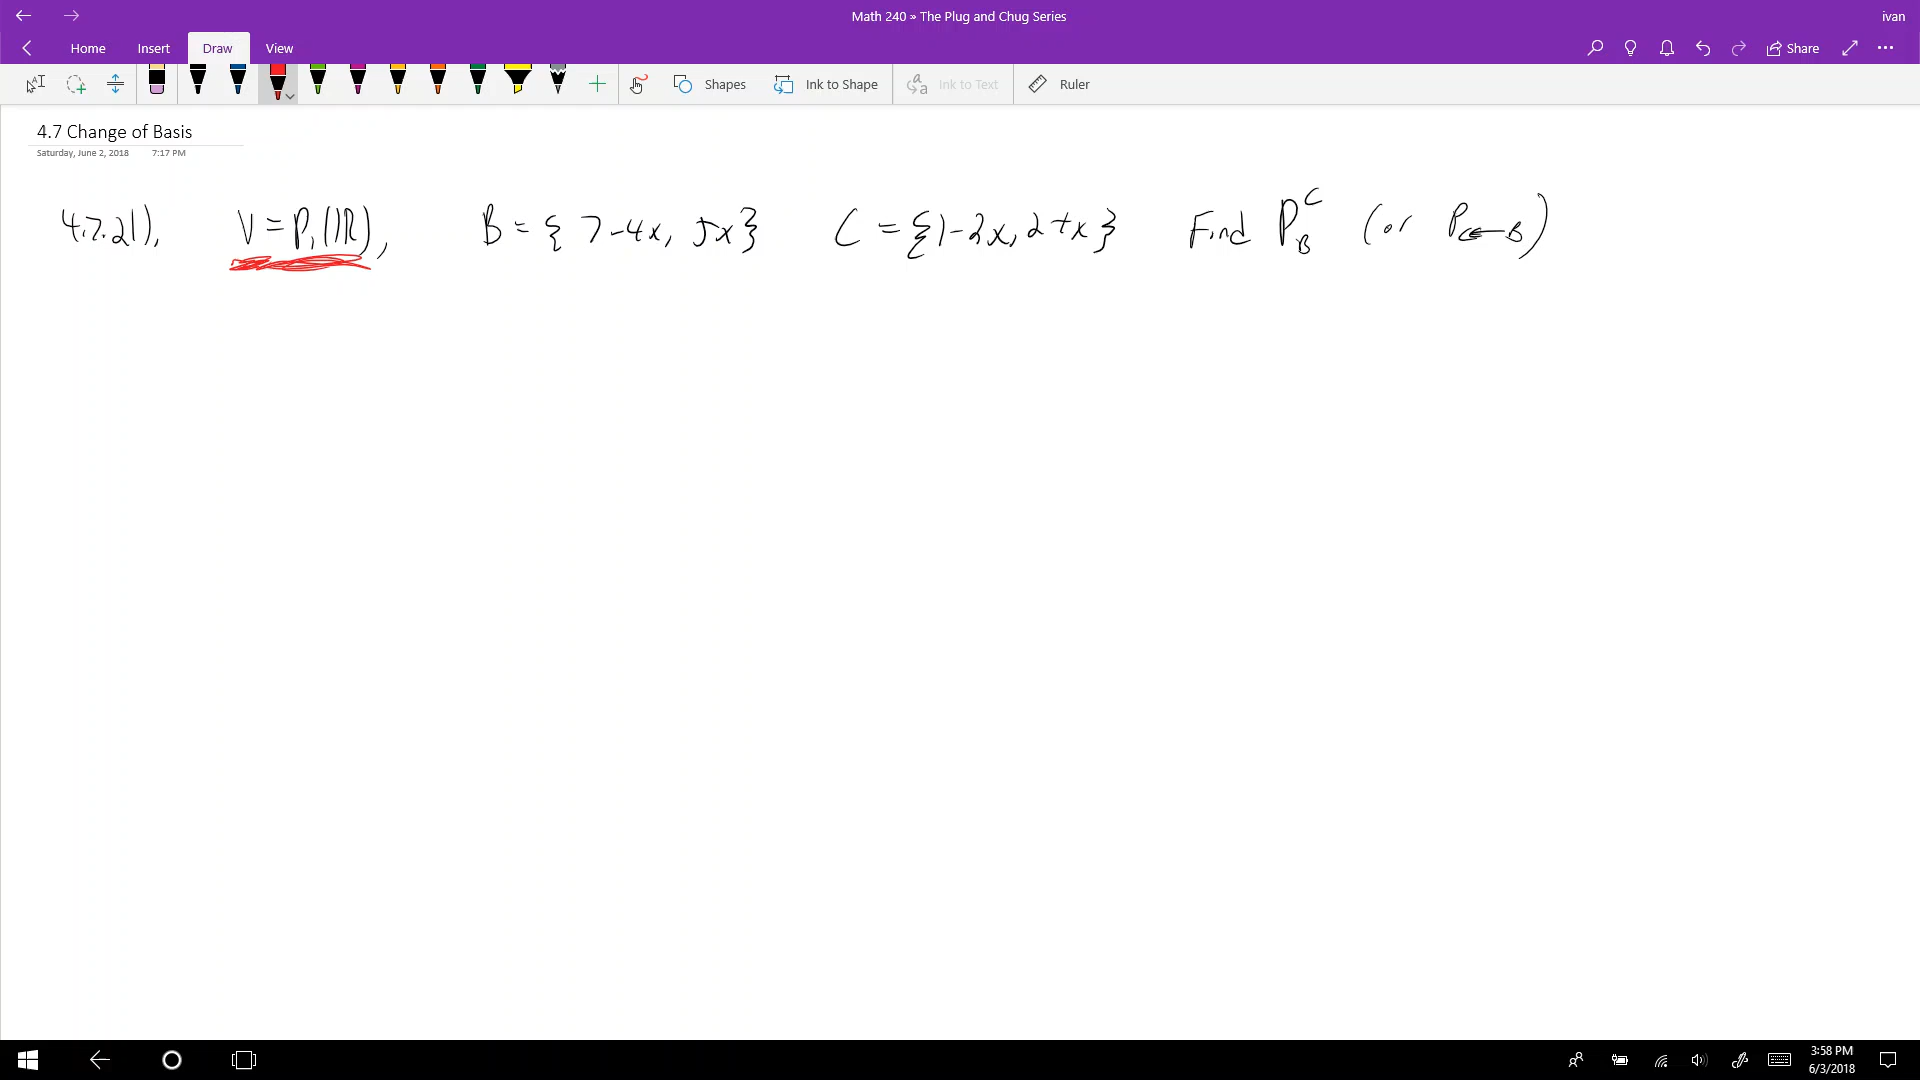 Math 240 » The Plug and Chug Series
ivan
Home Insert Draw View
Share
Shapes Ink to Shape Ink to Text Ruler
4.7 Change of Basis
Saturday, June 2, 2018 7:17 PM
4.7.21), V = P₁(ℝ), B = { 7-4x, 5x} C = {1-2x, 2+x} Find P_B^C (or P_{C←B})
3:58 PM
6/3/2018